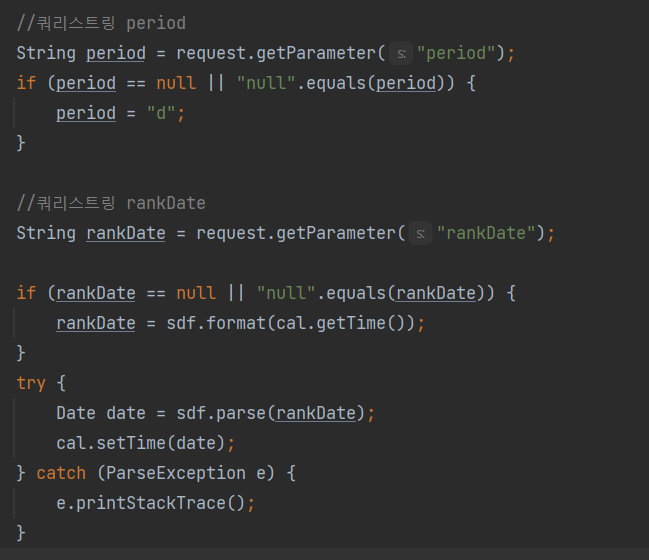 //쿼리스트링 period
String period = request.getParameter( s: "period");
if (period == null || "null".equals(period)) {
period = "d";
}
//쿼리스트링 rankDate
String rankDate = request.getParameter( s: "rankDate");
if (rankDate == null || "null".equals(rankDate)) {
rankDate = sdf.format(cal.getTime());
}
try {
Date date = sdf.parse(rankDate);
cal.setTime(date);
} catch (ParseException e) {
e.printStackTrace();
}